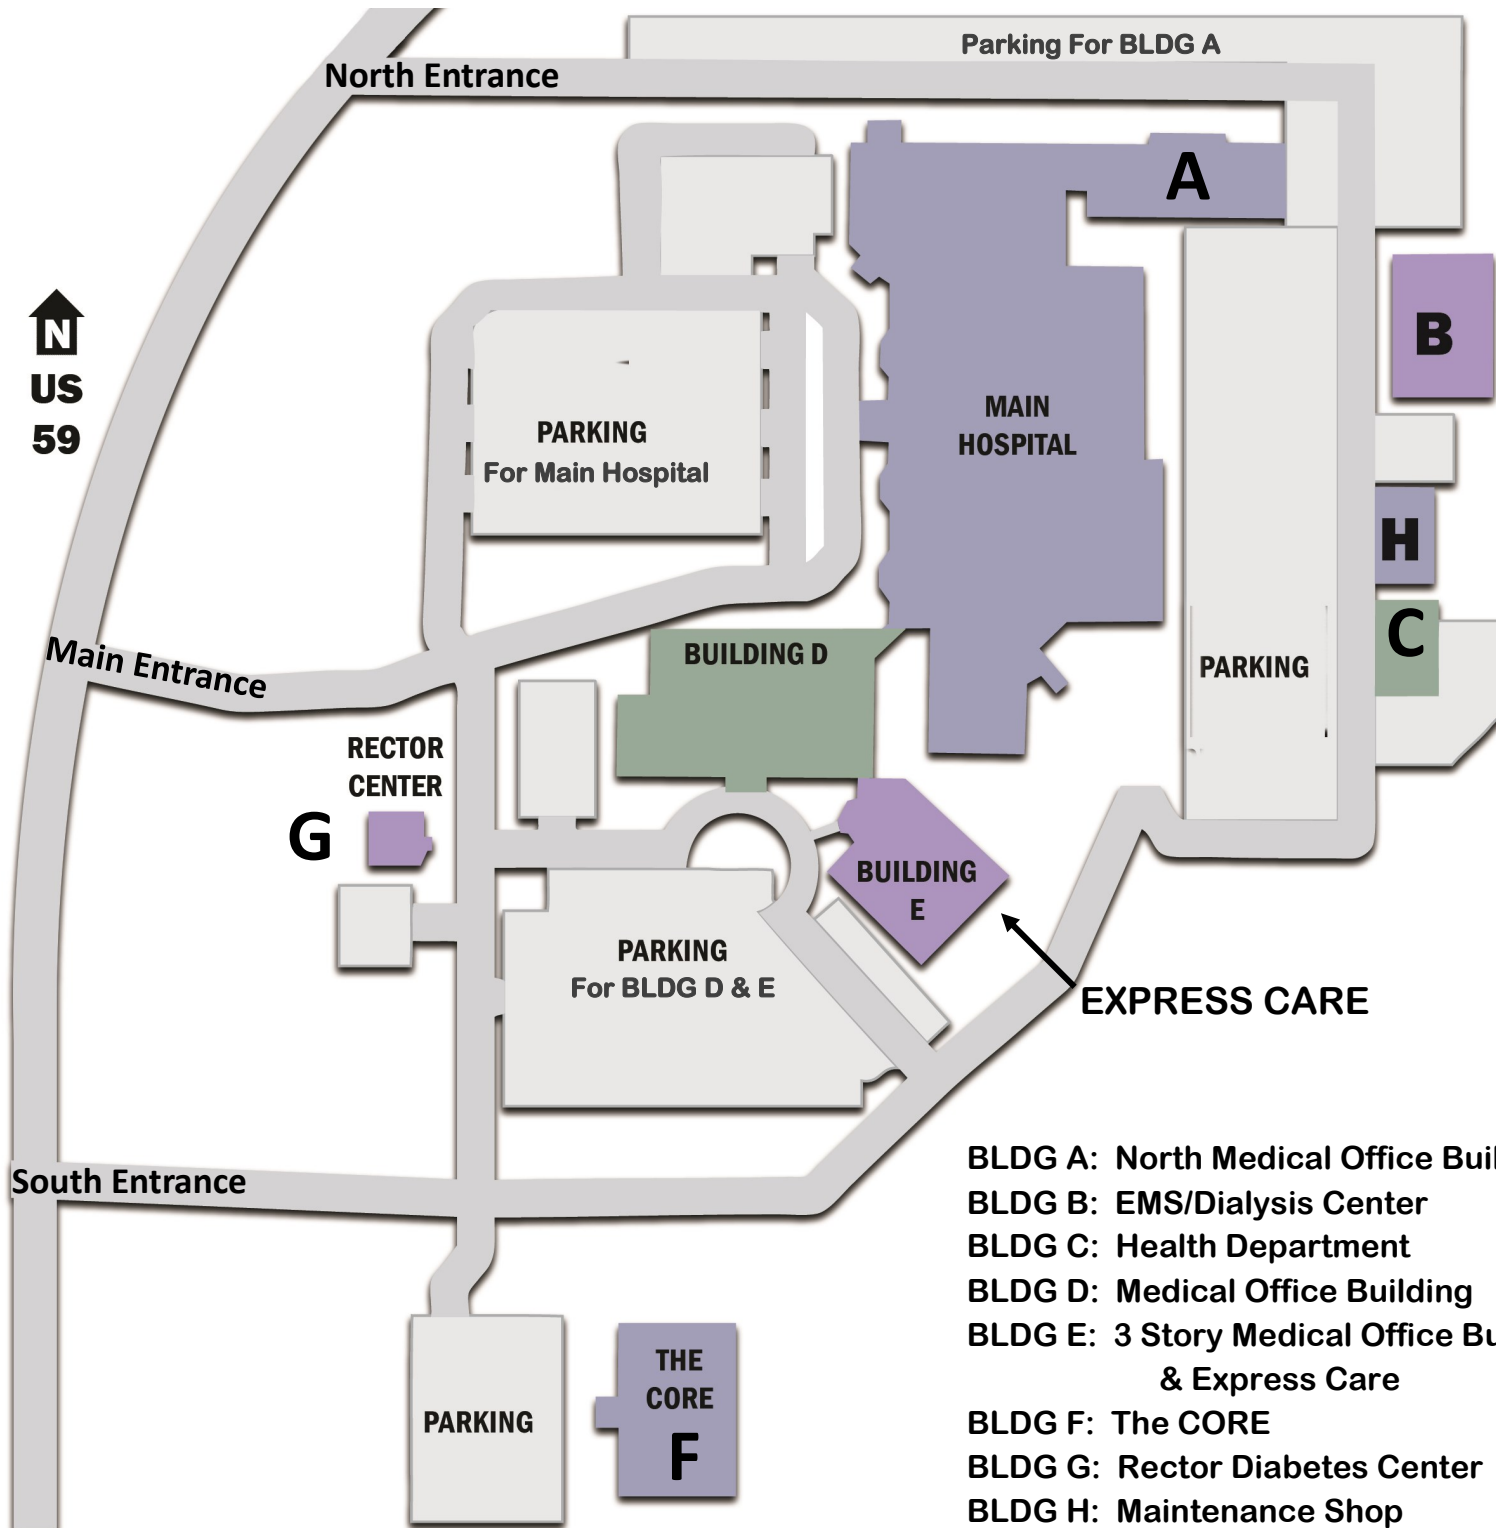 Parking For BLDG A
North Entrance
A
N
US
59
B
MAIN
HOSPITAL
PARKING
For Main Hospital
H
C
Main Entrance
BUILDING D
PARKING
RECTOR
CENTER
G
BUILDING
E
PARKING
For BLDG D & E
EXPRESS CARE
South Entrance
BLDG A: North Medical Office Buil
BLDG B: EMS/Dialysis Center
BLDG C: Health Department
BLDG D: Medical Office Building
BLDG E: 3 Story Medical Office Bu
& Express Care
BLDG F: The CORE
BLDG G: Rector Diabetes Center
BLDG H: Maintenance Shop
THE
CORE
F
PARKING